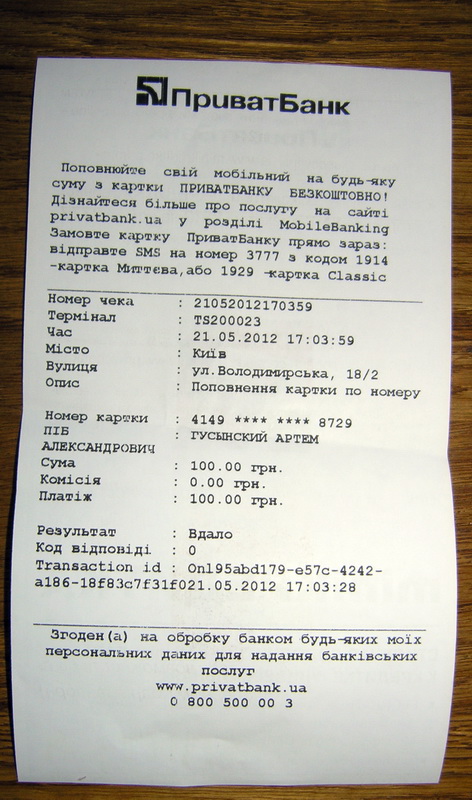 ПриватБанк
Поповнюйте свій мобільний на будь-яку
суму з картки ПРИВАТБАНКУ БЕЗКОШТОВНО!
Дізнайтеся більше про послугу на сайті
privatbank.ua у розділі MobileBanking
Замовте картку ПриватБанку прямо зараз:
відправте SMS на номер 3777 з кодом 1914
-картка Миттєва,або 1929 -картка Classic
Номер чека : 21052012170359
Термінал : TS200023
Час : 21.05.2012 17:03:59
Місто : Київ
Вулиця : ул.Володимирська, 18/2
Опис : Поповнення картки по номеру
Номер картки : 4149 **** **** 8729
ПІБ : ГУСЫНСКИЙ АРТЕМ
АЛЕКСАНДРОВИЧ
Сума : 100.00 грн.
Комісія : 0.00 грн.
Платіж : 100.00 грн.
Результат : Вдало
Код відповіді : 0
Transaction id : Onl95abd179-e57c-4242-
a186-18f83c7f31f021.05.2012 17:03:28
Згоден(а) на обробку банком будь-яких моїх
персональних даних для надання банківських
послуг
www.privatbank.ua
0 800 500 00 3